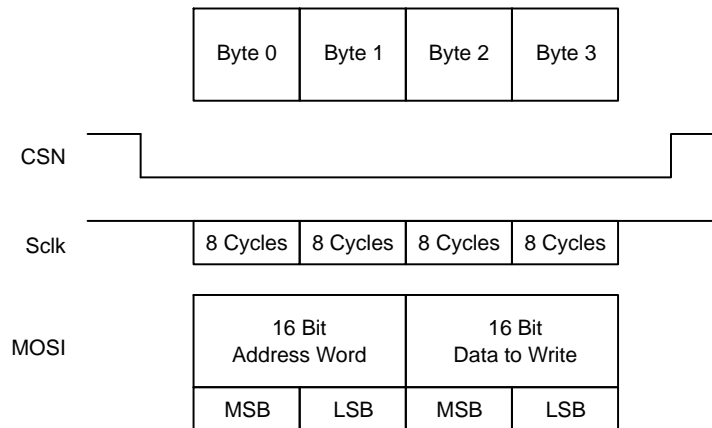 Byte 0 Byte 1 Byte 2 Byte 3
CSN
Sclk 8 Cycles 8 Cycles 8 Cycles 8 Cycles
MOSI
16 Bit
Address Word
16 Bit
Data to Write
MSB LSB MSB LSB